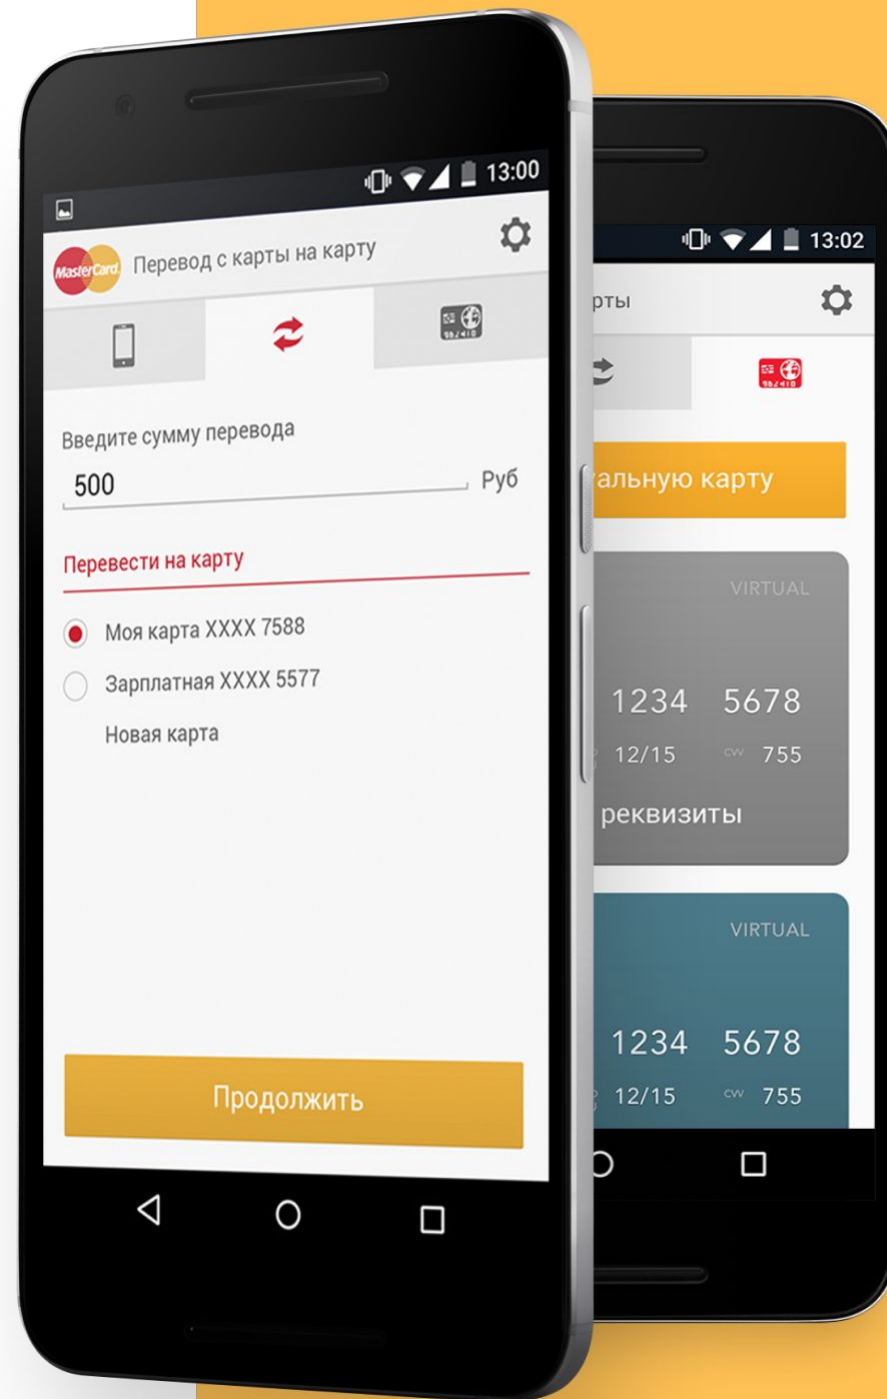 13:00
MasterCard
Перевод с карты на карту
Введите сумму перевода
500 Руб
Перевести на карту
Моя карта XXXX 7588
Зарплатная XXXX 5577
Новая карта
Продолжить
13:02
рты
альную карту
VIRTUAL
1234 5678
12/15 CVV 755
реквизиты
VIRTUAL
1234 5678
12/15 CVV 755